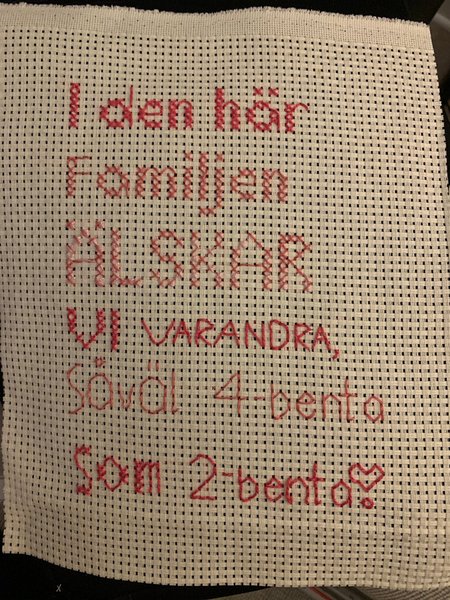 I den här
Familjen
ÄLSKAR
VI VARANDRA,
Såväl 4-benta
Som 2-benta!